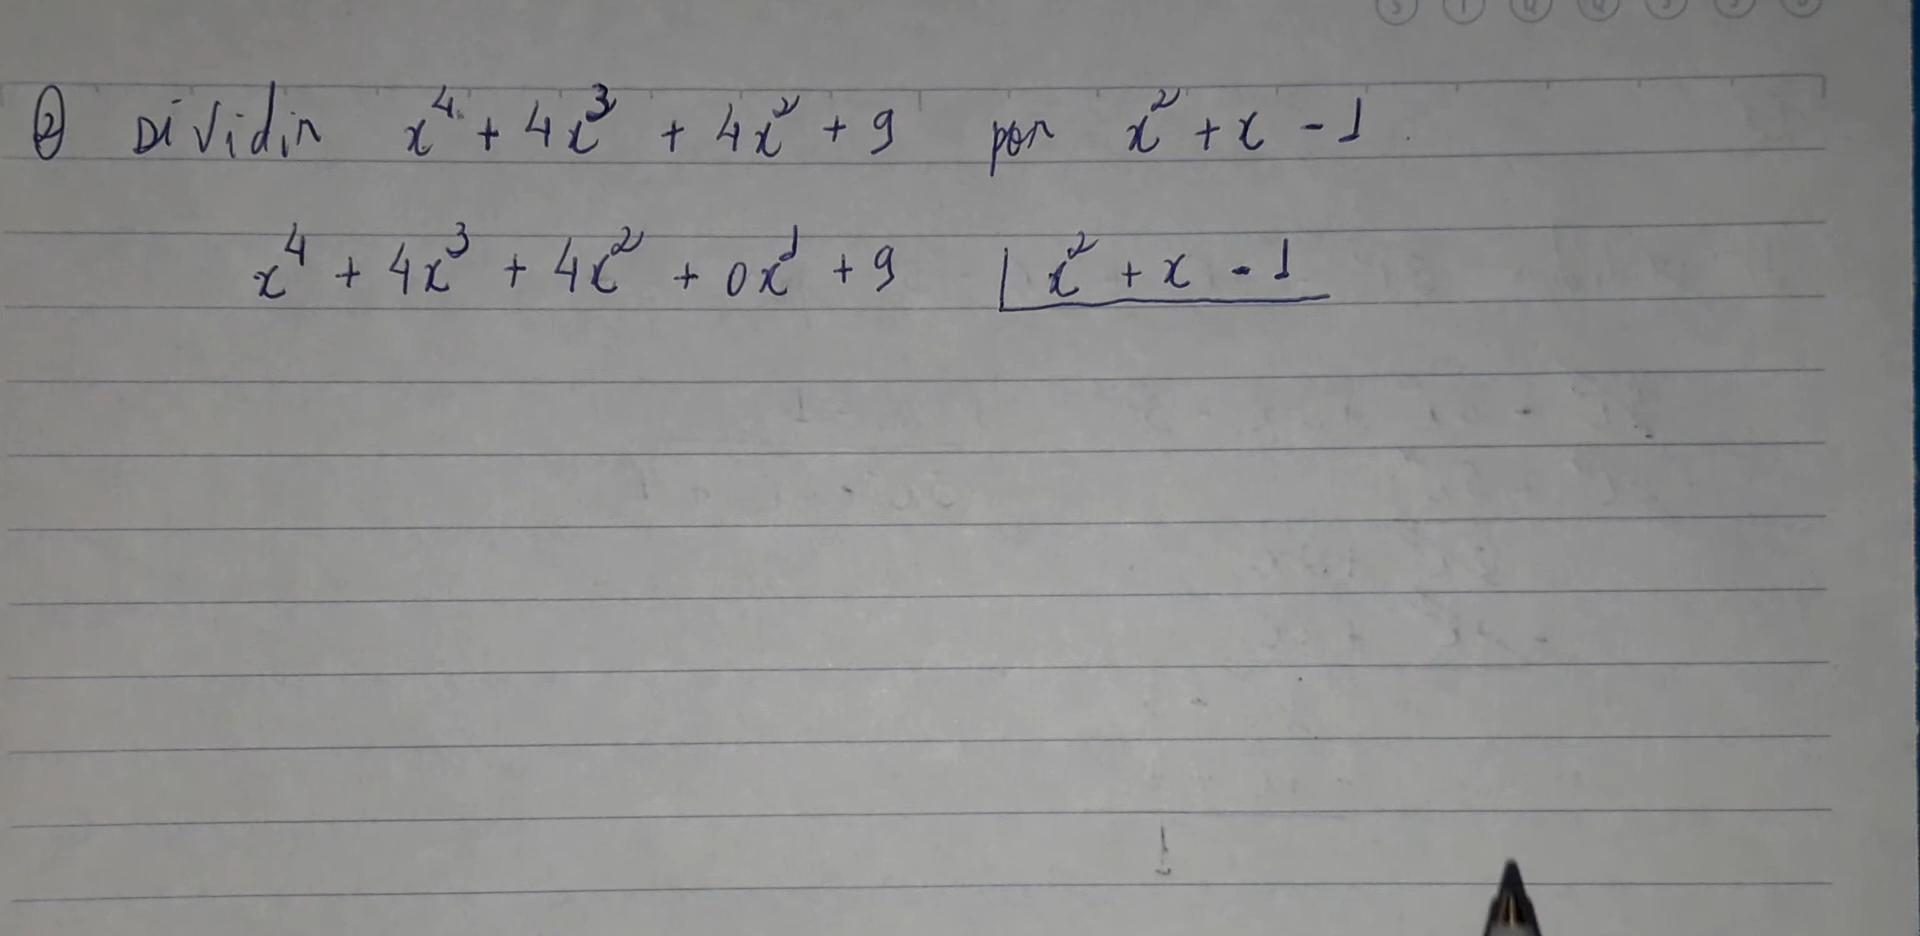 ② Dividir x⁴ + 4x³ + 4x² + 9 por x² + x - 1.
x⁴ + 4x³ + 4x² + 0x¹ + 9 x² + x - 1